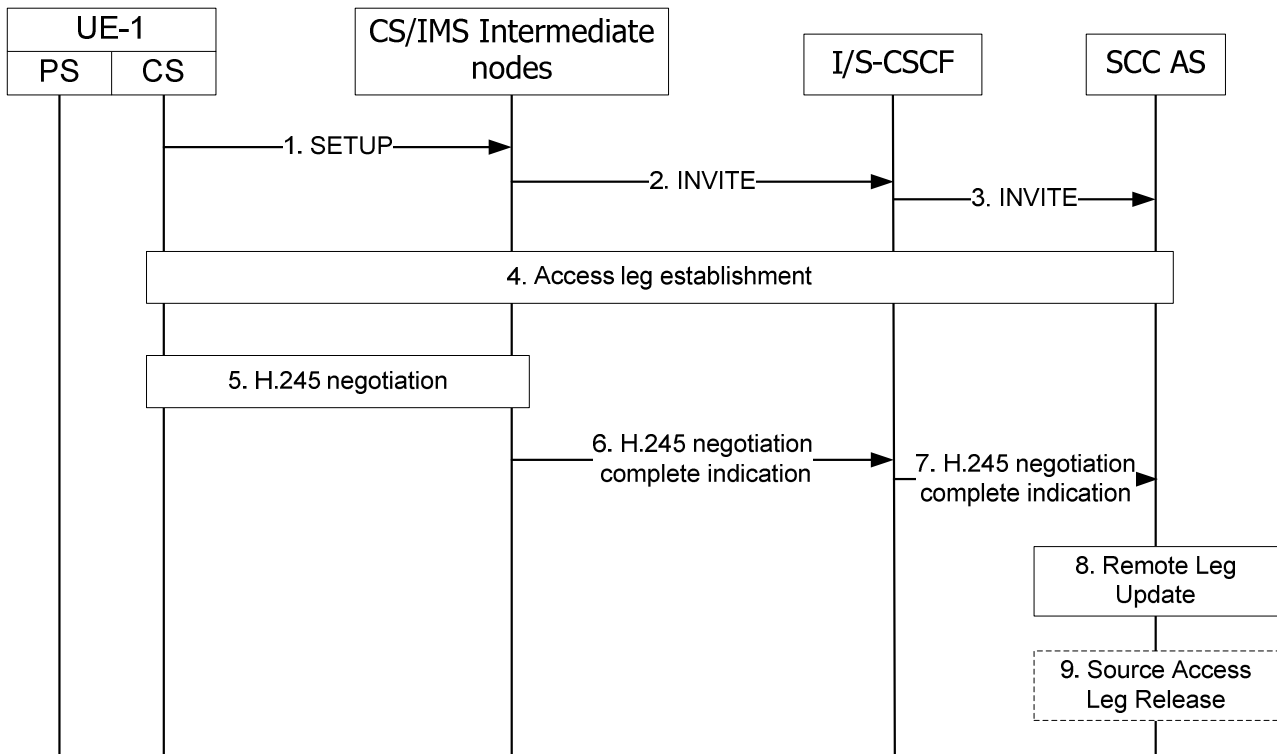 UE-1
PS
CS
CS/IMS Intermediate
nodes
I/S-CSCF
SCC AS
1. SETUP
2. INVITE
3. INVITE
4. Access leg establishment
5. H.245 negotiation
6. H.245 negotiation
complete indication
7. H.245 negotiation
complete indication
8. Remote Leg
Update
9. Source Access
Leg Release